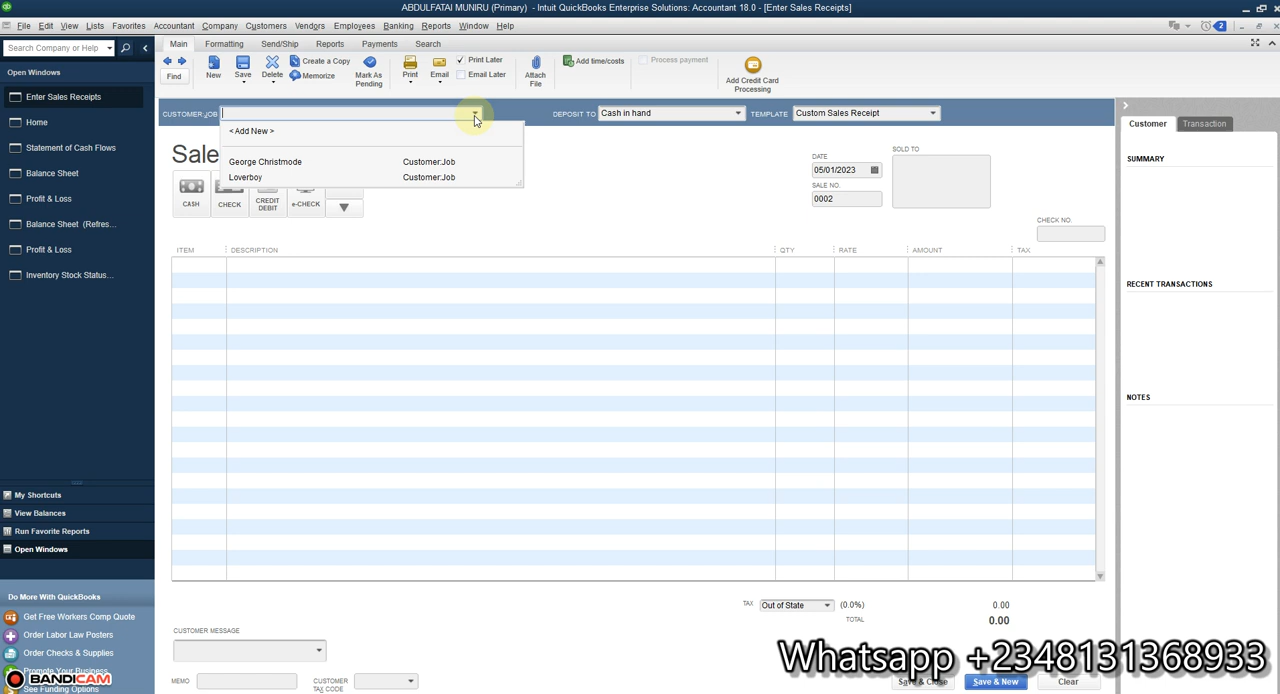 ABDULFATAI MUNIRU (Primary) - Intuit QuickBooks Enterprise Solutions: Accountant 18.0 - [Enter Sales Receipts]
File Edit View Lists Favorites Accountant Company Customers Vendors Employees Banking Reports Window Help
2
Search Company or Help
Main Formatting Send/Ship Reports Payments Search
Find
New
Save
Delete
Create a Copy
Memorize
Mark As
Pending
Print
Email
Print Later
Email Later
Attach
File
Add time/costs
Process payment
Add Credit Card
Processing
Open Windows
Enter Sales Receipts
Home
Statement of Cash Flows
Balance Sheet
Profit & Loss
Balance Sheet (Refres...
Profit & Loss
Inventory Stock Status...
My Shortcuts
View Balances
Run Favorite Reports
Open Windows
Do More With QuickBooks
Get Free Workers Comp Quote
Order Labor Law Posters
Order Checks & Supplies
Promote Your Business
See Funding Options
BANDICAM
CUSTOMER:JOB
DEPOSIT TO Cash in hand
TEMPLATE Custom Sales Receipt
< Add New >
George Christmode Customer:Job
Loverboy Customer:Job
Sale
CASH
CHECK
CREDIT
DEBIT
e-CHECK
DATE
05/01/2023
SALE NO.
0002
SOLD TO
CHECK NO.
ITEM DESCRIPTION QTY RATE AMOUNT TAX
TAX Out of State (0.0%) 0.00
TOTAL 0.00
CUSTOMER MESSAGE
MEMO
CUSTOMER
TAX CODE
Save & Close
Save & New
Clear
Customer Transaction
SUMMARY
RECENT TRANSACTIONS
NOTES
Whatsapp +2348131368933